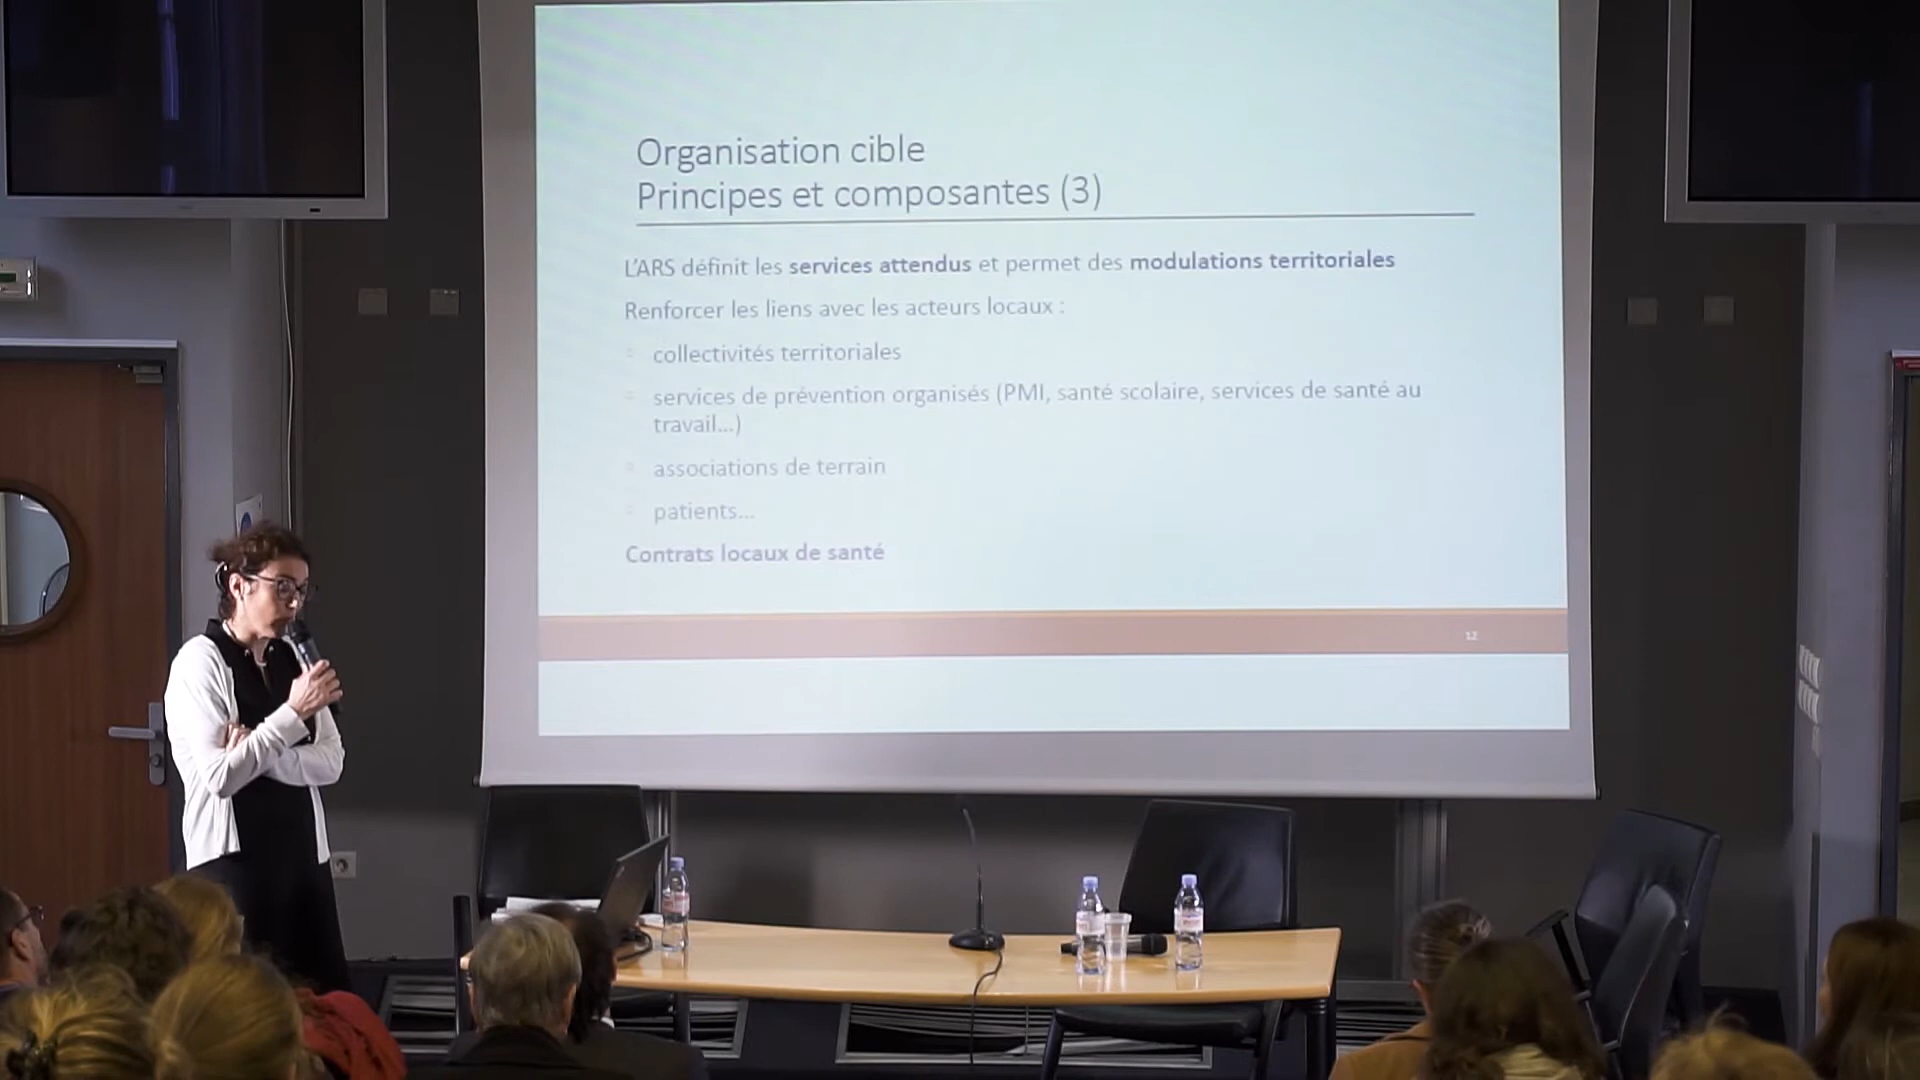 Organisation cible
Principes et composantes (3)
L'ARS définit les services attendus et permet des modulations territoriales
Renforcer les liens avec les acteurs locaux :
collectivités territoriales
services de prévention organisés (PMI, santé scolaire, services de santé au
travail...)
associations de terrain
patients...
Contrats locaux de santé
12